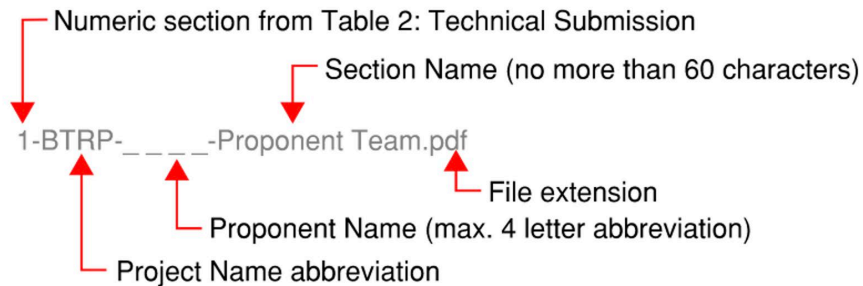 Numeric section from Table 2: Technical Submission
Section Name (no more than 60 characters)
1-BTRP-_ _ _ _-Proponent Team.pdf
File extension
Proponent Name (max. 4 letter abbreviation)
Project Name abbreviation